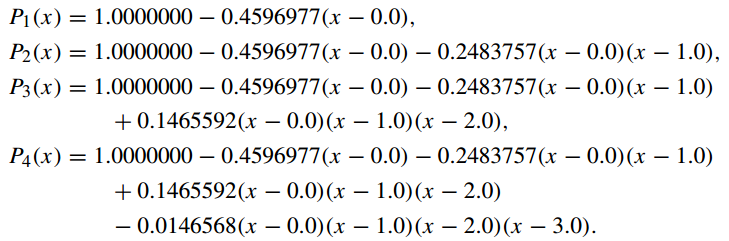 P₁(x) = 1.0000000 − 0.4596977(x − 0.0),
P₂(x) = 1.0000000 − 0.4596977(x − 0.0) − 0.2483757(x − 0.0)(x − 1.0),
P₃(x) = 1.0000000 − 0.4596977(x − 0.0) − 0.2483757(x − 0.0)(x − 1.0)
+ 0.1465592(x − 0.0)(x − 1.0)(x − 2.0),
P₄(x) = 1.0000000 − 0.4596977(x − 0.0) − 0.2483757(x − 0.0)(x − 1.0)
+ 0.1465592(x − 0.0)(x − 1.0)(x − 2.0)
− 0.0146568(x − 0.0)(x − 1.0)(x − 2.0)(x − 3.0).